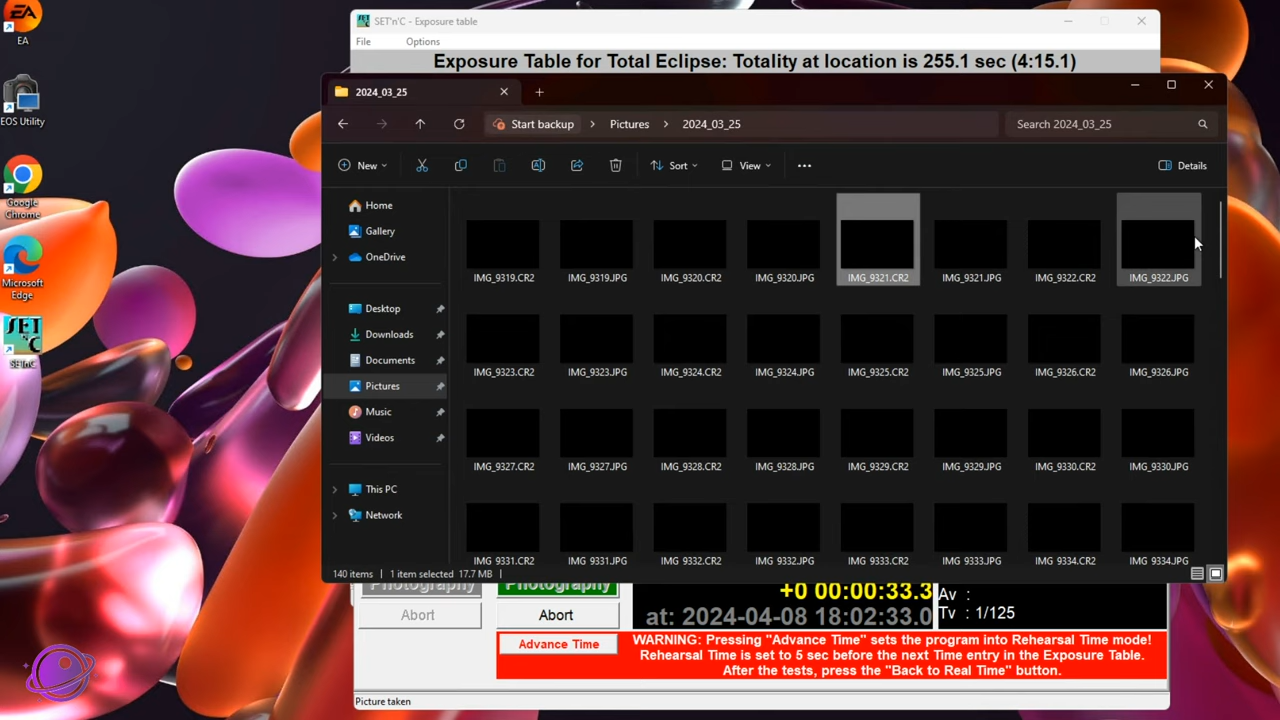 EA
EOS Utility
Google
Chrome
Microsoft
Edge
SETnC
SET'n'C - Exposure table
File Options
Exposure Table for Total Eclipse: Totality at location is 255.1 sec (4:15.1)
2024_03_25
Start backup > Pictures > 2024_03_25
Search 2024_03_25
New Sort View Details
Home
Gallery
OneDrive
Desktop
Downloads
Documents
Pictures
Music
Videos
This PC
Network
IMG_9319.CR2 IMG_9319.JPG IMG_9320.CR2 IMG_9320.JPG IMG_9321.CR2 IMG_9321.JPG IMG_9322.CR2 IMG_9322.JPG
IMG_9323.CR2 IMG_9323.JPG IMG_9324.CR2 IMG_9324.JPG IMG_9325.CR2 IMG_9325.JPG IMG_9326.CR2 IMG_9326.JPG
IMG_9327.CR2 IMG_9327.JPG IMG_9328.CR2 IMG_9328.JPG IMG_9329.CR2 IMG_9329.JPG IMG_9330.CR2 IMG_9330.JPG
IMG_9331.CR2 IMG_9331.JPG IMG_9332.CR2 IMG_9332.JPG IMG_9333.CR2 IMG_9333.JPG IMG_9334.CR2 IMG_9334.JPG
140 items 1 item selected 17.7 MB
Photography Photography
Abort Abort
+0 00:00:33.3
at: 2024-04-08 18:02:33.0
Av :
Tv : 1/125
Advance Time
WARNING: Pressing "Advance Time" sets the program into Rehearsal Time mode!
Rehearsal Time is set to 5 sec before the next Time entry in the Exposure Table.
After the tests, press the "Back to Real Time" button.
Picture taken